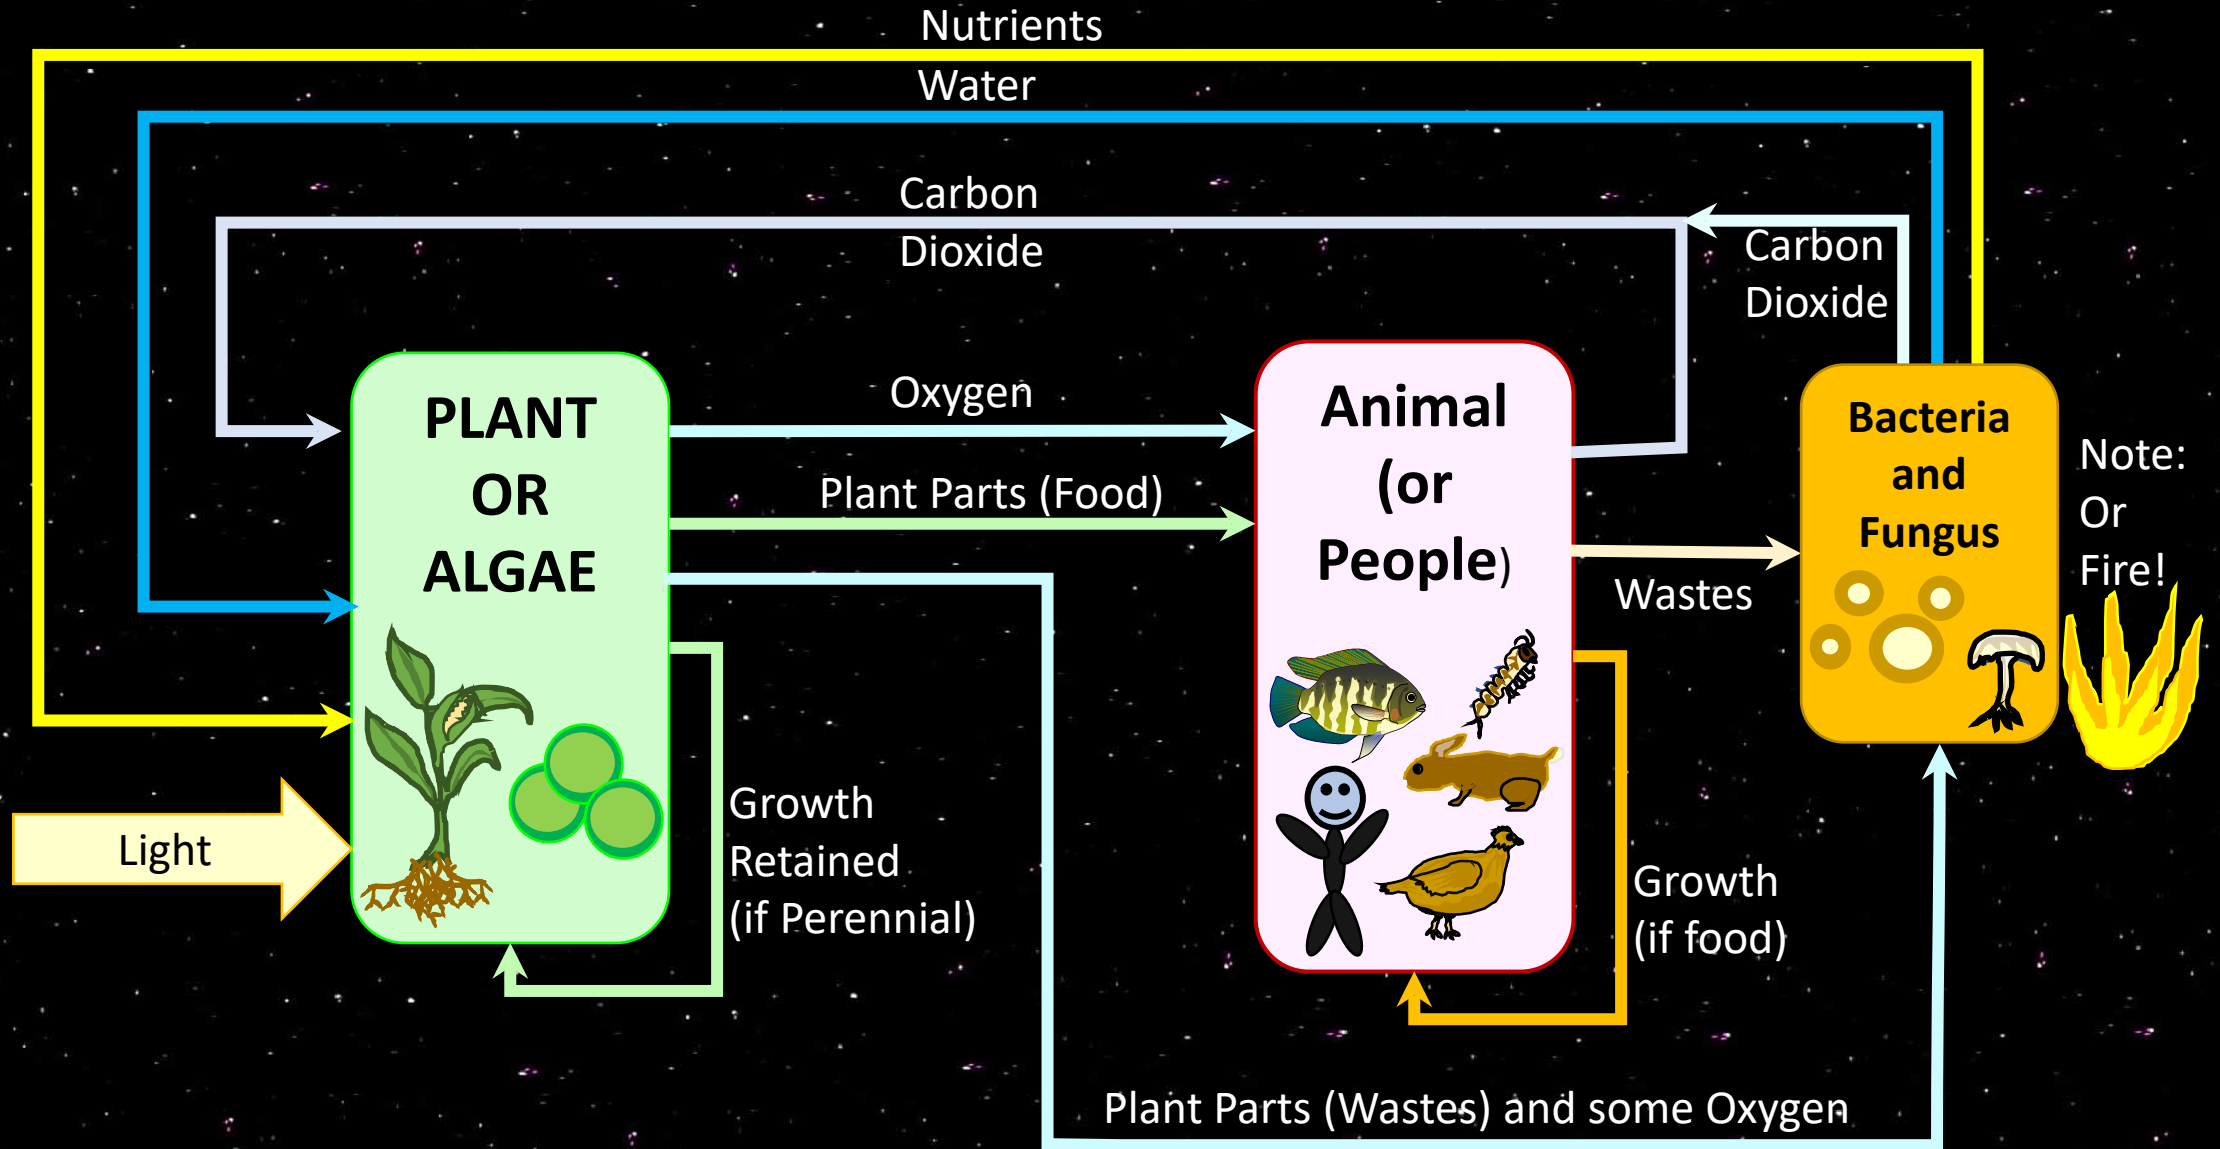 Nutrients
Water
Carbon
Dioxide
Carbon
Dioxide
PLANT
OR
ALGAE
Oxygen
Plant Parts (Food)
Animal
(or
People)
Wastes
Bacteria
and
Fungus
Note:
Or
Fire!
Light
Growth
Retained
(if Perennial)
Growth
(if food)
Plant Parts (Wastes) and some Oxygen